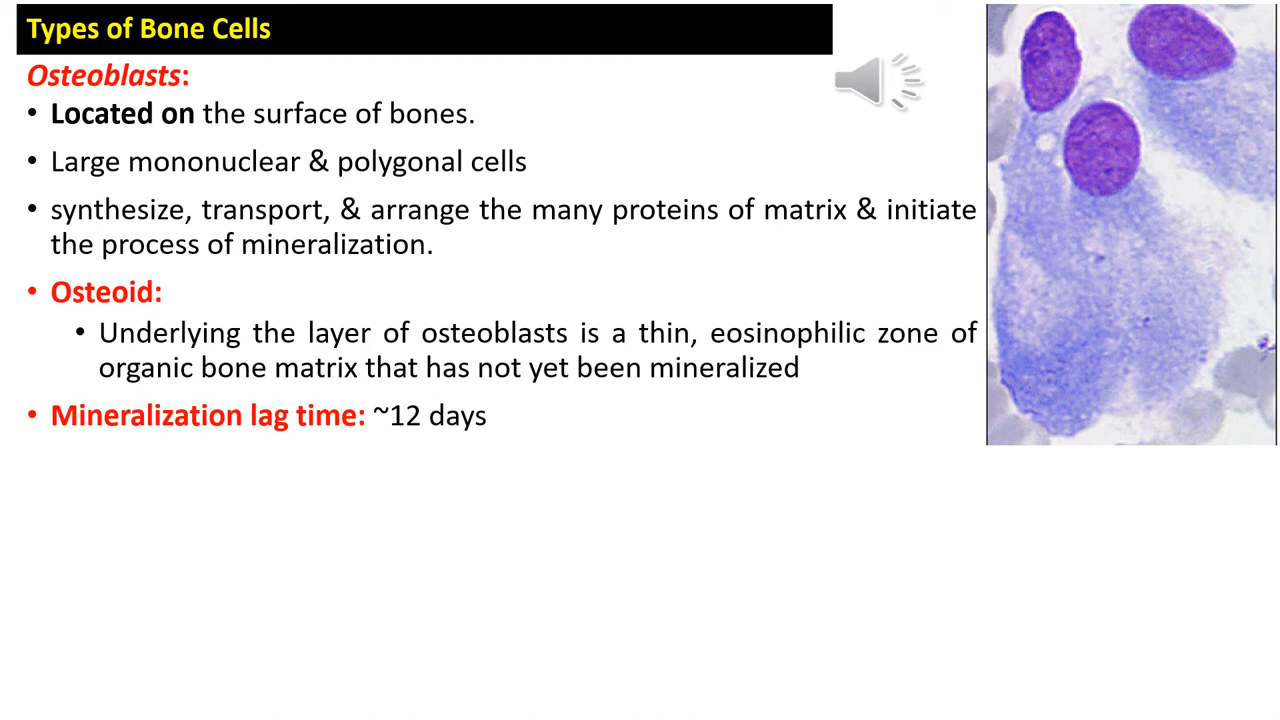 Types of Bone Cells
Osteoblasts:
• Located on the surface of bones.
• Large mononuclear & polygonal cells
• synthesize, transport, & arrange the many proteins of matrix & initiate
the process of mineralization.
• Osteoid:
• Underlying the layer of osteoblasts is a thin, eosinophilic zone of
organic bone matrix that has not yet been mineralized
• Mineralization lag time: ~12 days